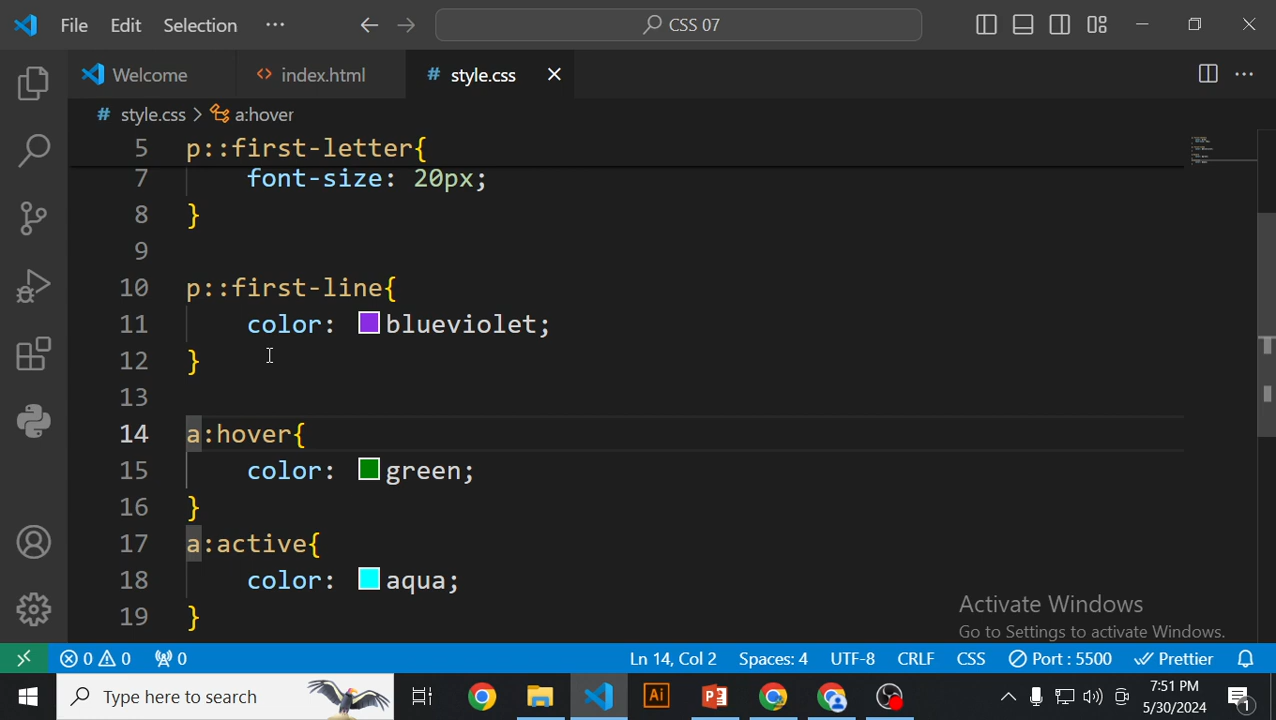 File Edit Selection ··· CSS 07
Welcome index.html # style.css
# style.css > a:hover
5 p::first-letter{
7 font-size: 20px;
8 }
9
10 p::first-line{
11 color: blueviolet;
12 }
13
14 a:hover{
15 color: green;
16 }
17 a:active{
18 color: aqua;
19 }
Activate Windows
Go to Settings to activate Windows.
0 0 0 Ln 14, Col 2 Spaces: 4 UTF-8 CRLF CSS Port : 5500 Prettier
Type here to search Ai P 7:51 PM
5/30/2024 1